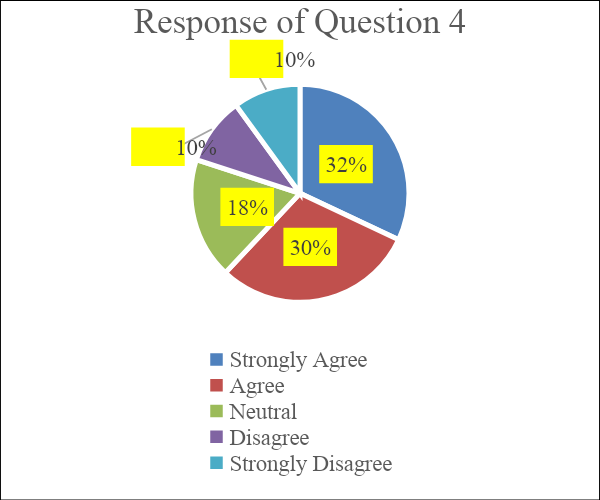 Response of Question 4
10%
10%
32%
18%
30%
Strongly Agree
Agree
Neutral
Disagree
Strongly Disagree